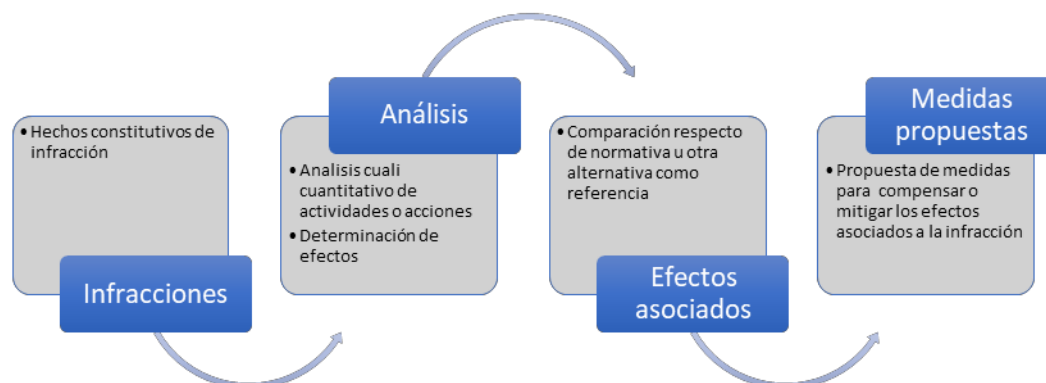 • Hechos constitutivos de
infracción
Infracciones
Análisis
• Analisis cuali
cuantitativo de
actividades o acciones
• Determinación de
efectos
• Comparación respecto
de normativa u otra
alternativa como
referencia
Efectos
asociados
Medidas
propuestas
• Propuesta de medidas
para compensar o
mitigar los efectos
asociados a la infracción